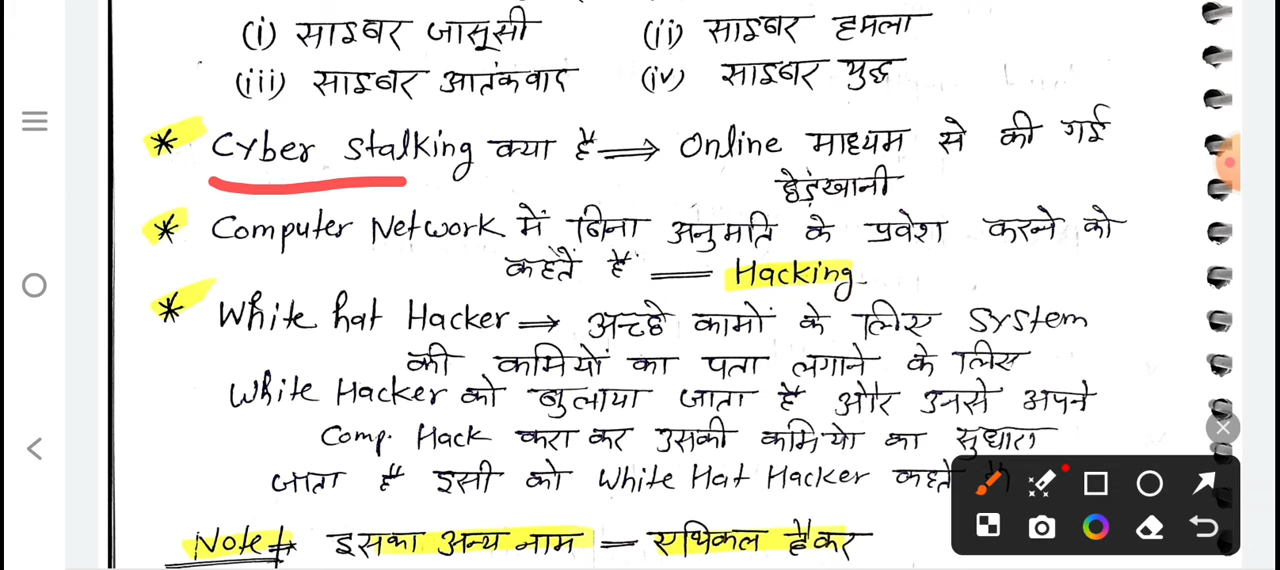 (i) साइबर जासूसी (ii) साइबर हमला
(iii) साइबर आतंकवाद (iv) साइबर युद्ध
* Cyber stalking क्या है ⇒ Online माध्यम से की गई
छेड़खानी
* Computer Network में बिना अनुमति के प्रवेश करने को
कहते है — Hacking
* White hat Hacker ⇒ अच्छे कामों के लिए System
की कमियों का पता लगाने के लिस
White Hacker को बुलाया जाता है और उनसे अपने
Comp. Hack करा कर उसकी कमियो का सुधारा
जाता है इसी को White Hat Hacker कहते
Note ⇒ इसका अन्य नाम — एथिकल हैकर